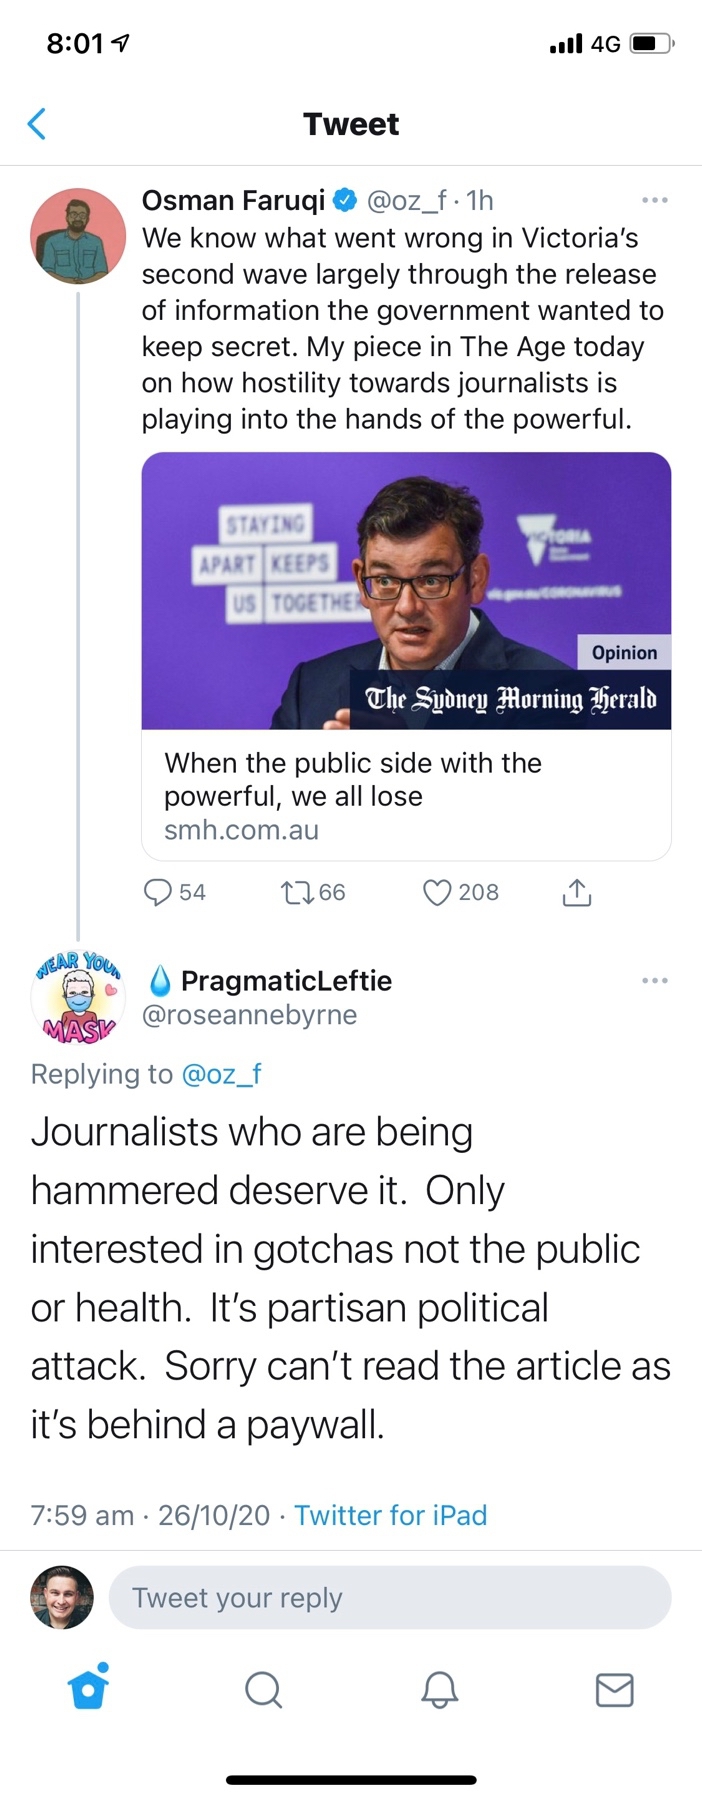 8:01
4G
Tweet
Osman Faruqi @oz_f · 1h
We know what went wrong in Victoria's
second wave largely through the release
of information the government wanted to
keep secret. My piece in The Age today
on how hostility towards journalists is
playing into the hands of the powerful.
STAYING
APART KEEPS
US TOGETHER
VICTORIA
vic.gov.au/CORONAVIRUS
Opinion
The Sydney Morning Herald
When the public side with the
powerful, we all lose
smh.com.au
54 66 208
WEAR YOUR
MASK
PragmaticLeftie
@roseannebyrne
Replying to @oz_f
Journalists who are being
hammered deserve it.  Only
interested in gotchas not the public
or health.  It's partisan political
attack.  Sorry can't read the article as
it's behind a paywall.
7:59 am · 26/10/20 · Twitter for iPad
Tweet your reply